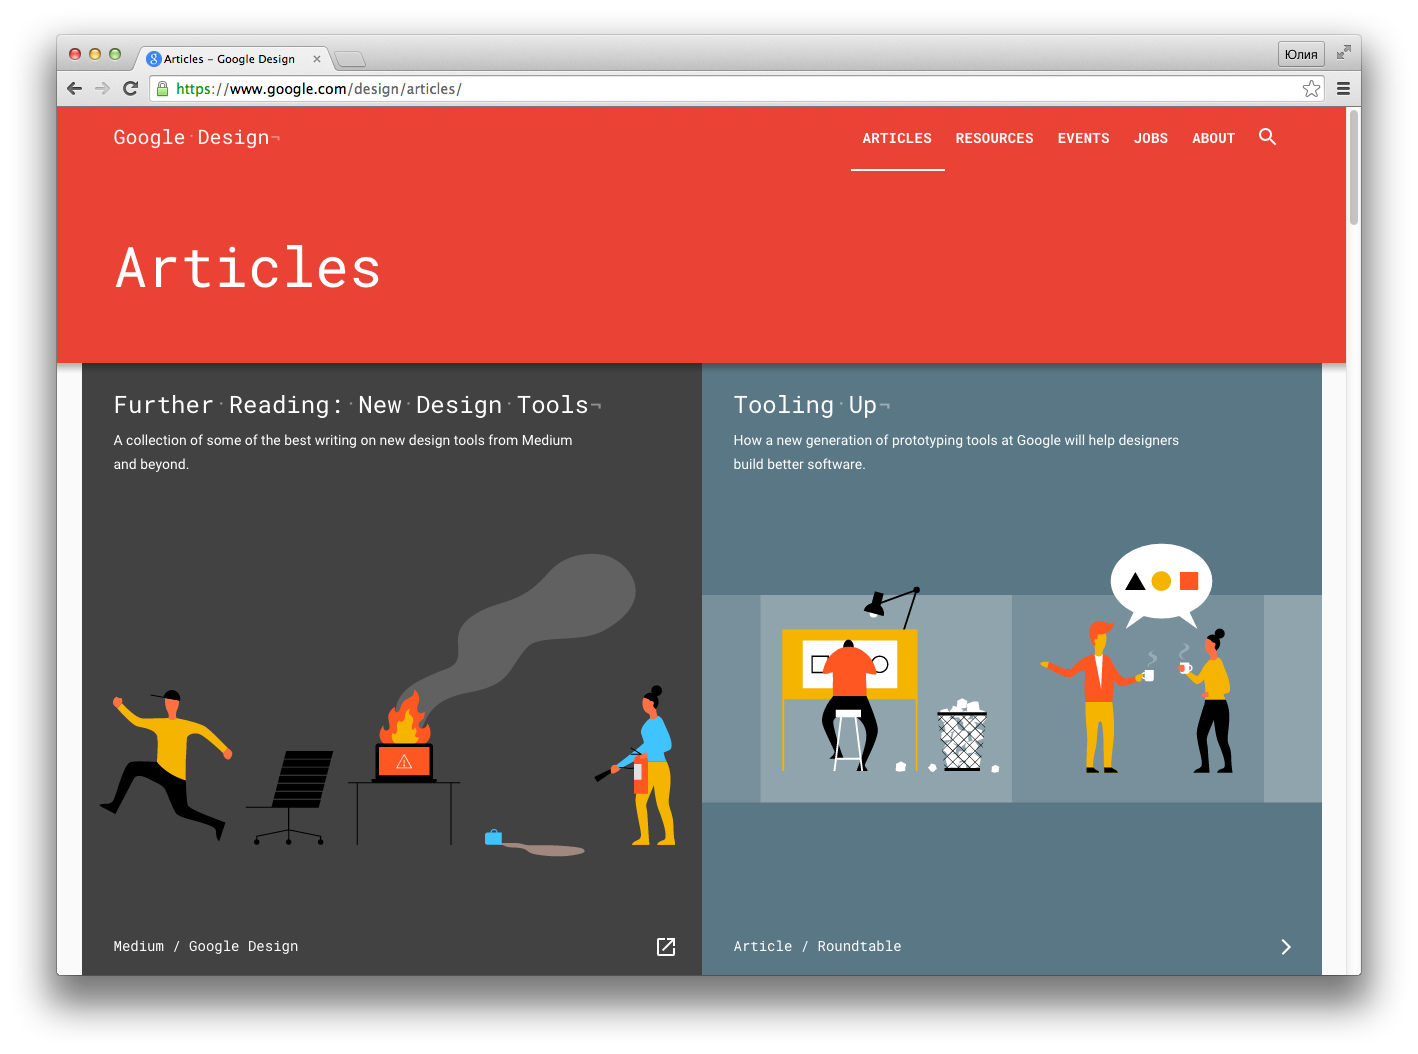 Articles – Google Design
Юлия
https://www.google.com/design/articles/
Google·Design¬
ARTICLES RESOURCES EVENTS JOBS ABOUT
Articles
Further·Reading:·New·Design·Tools¬
A collection of some of the best writing on new design tools from Medium
and beyond.
Medium / Google Design
Tooling·Up¬
How a new generation of prototyping tools at Google will help designers
build better software.
Article / Roundtable